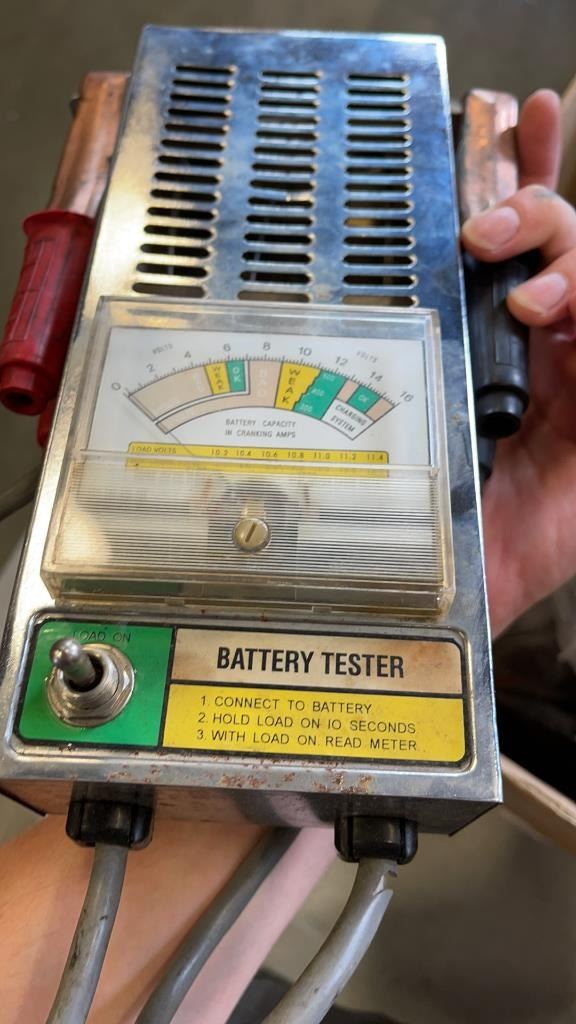 VOLTS VOLTS
0 2 4 6 8 10 12 14 16
WEAK OK BAD WEAK OK
500
400
300
CHARGING
SYSTEM
BATTERY CAPACITY
IN CRANKING AMPS
LOAD VOLTS 10.2 10.4 10.6 10.8 11.0 11.2 11.4
LOAD ON
BATTERY TESTER
1. CONNECT TO BATTERY.
2. HOLD LOAD ON 10 SECONDS.
3. WITH LOAD ON, READ METER.